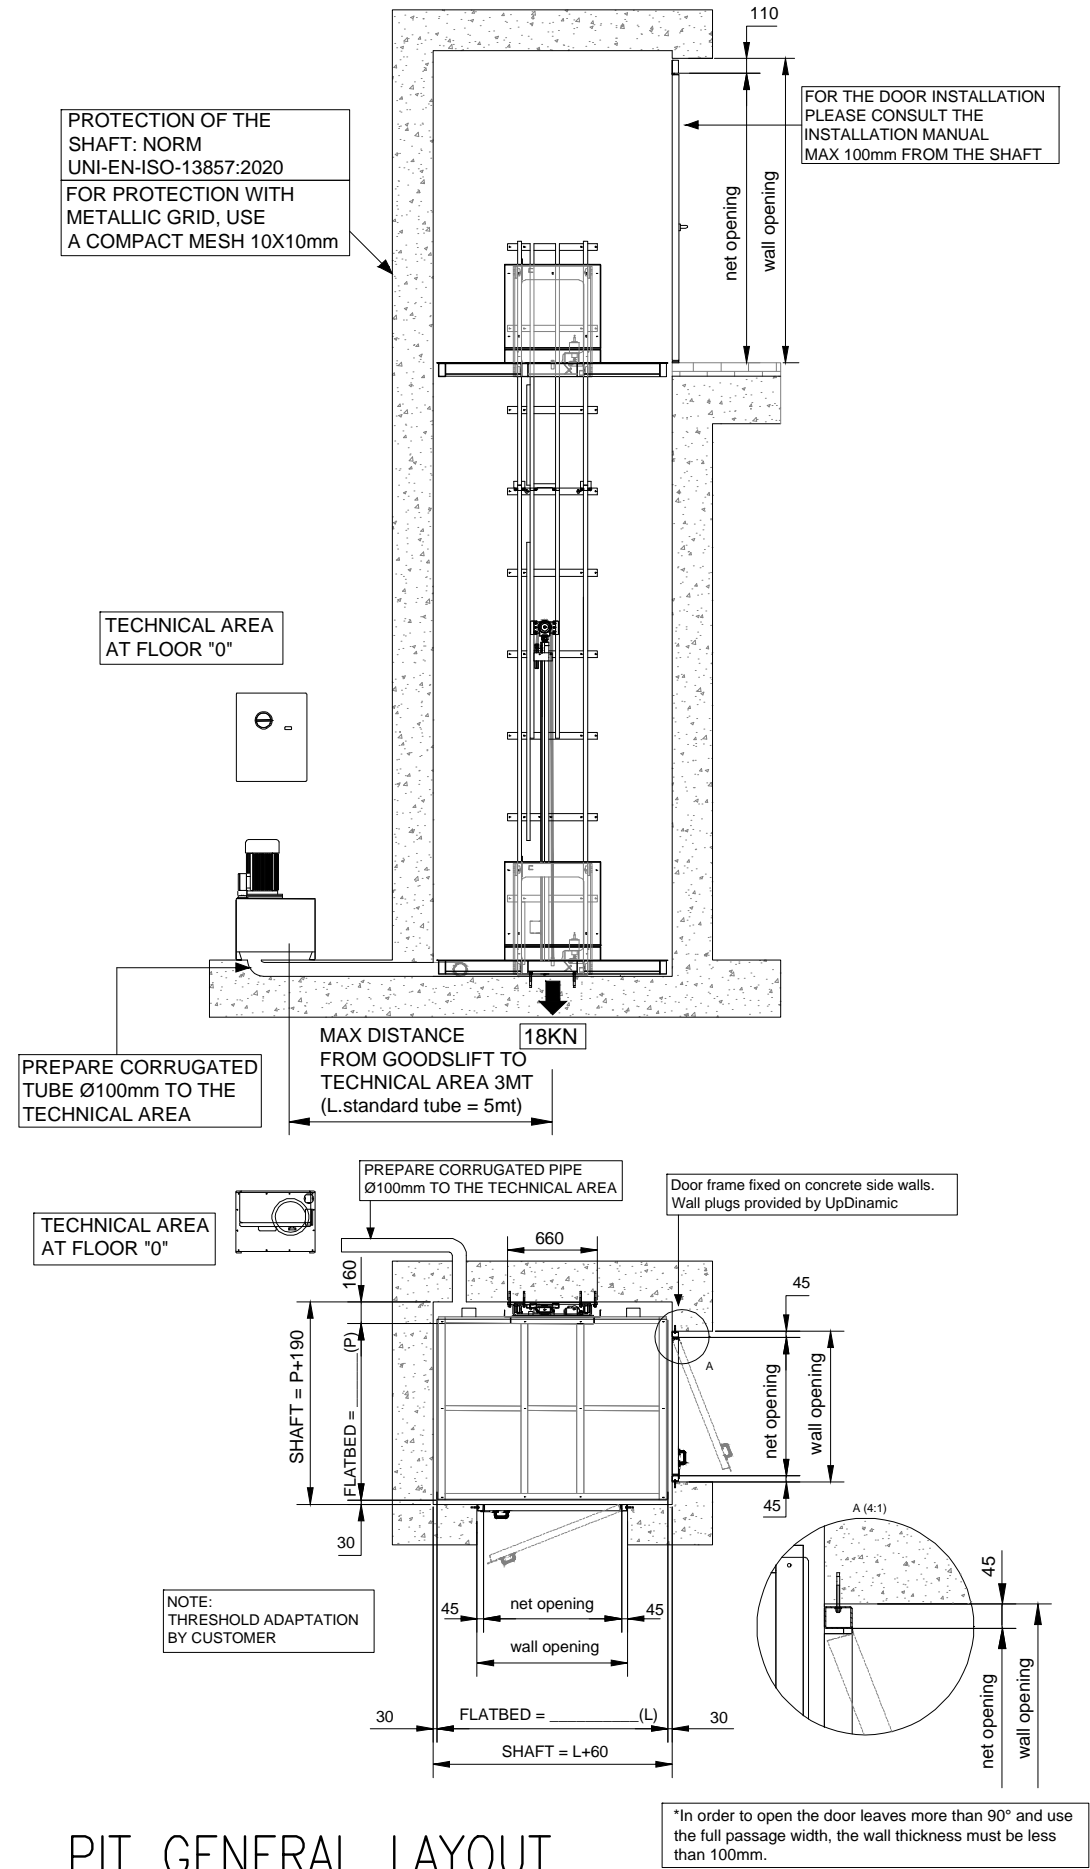 110
FOR THE DOOR INSTALLATION
PLEASE CONSULT THE
INSTALLATION MANUAL
MAX 100mm FROM THE SHAFT
PROTECTION OF THE
SHAFT: NORM
UNI-EN-ISO-13857:2020
FOR PROTECTION WITH
METALLIC GRID, USE
A COMPACT MESH 10X10mm
net opening
wall opening
TECHNICAL AREA
AT FLOOR "0"
18KN
MAX DISTANCE
FROM GOODSLIFT TO
TECHNICAL AREA 3MT
(L.standard tube = 5mt)
PREPARE CORRUGATED
TUBE Ø100mm TO THE
TECHNICAL AREA
PREPARE CORRUGATED PIPE
Ø100mm TO THE TECHNICAL AREA
Door frame fixed on concrete side walls.
Wall plugs provided by UpDinamic
TECHNICAL AREA
AT FLOOR "0"
660
160
45
SHAFT = P+190
FLATBED = ______(P)
A
net opening
wall opening
45
30
A (4:1)
45
NOTE:
THRESHOLD ADAPTATION
BY CUSTOMER
45
net opening
45
wall opening
net opening
wall opening
30
FLATBED = __________(L)
30
SHAFT = L+60
*In order to open the door leaves more than 90° and use
the full passage width, the wall thickness must be less
than 100mm.
PIT GENERAL LAYOUT